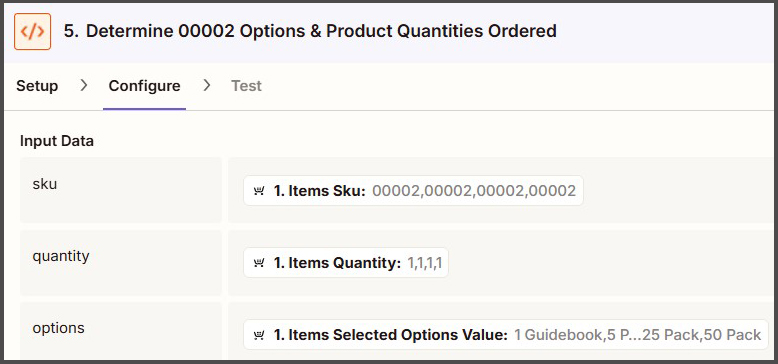 </> 5. Determine 00002 Options & Product Quantities Ordered
Setup > Configure > Test
Input Data
sku 1. Items Sku: 00002,00002,00002,00002
quantity 1. Items Quantity: 1,1,1,1
options 1. Items Selected Options Value: 1 Guidebook,5 P...25 Pack,50 Pack